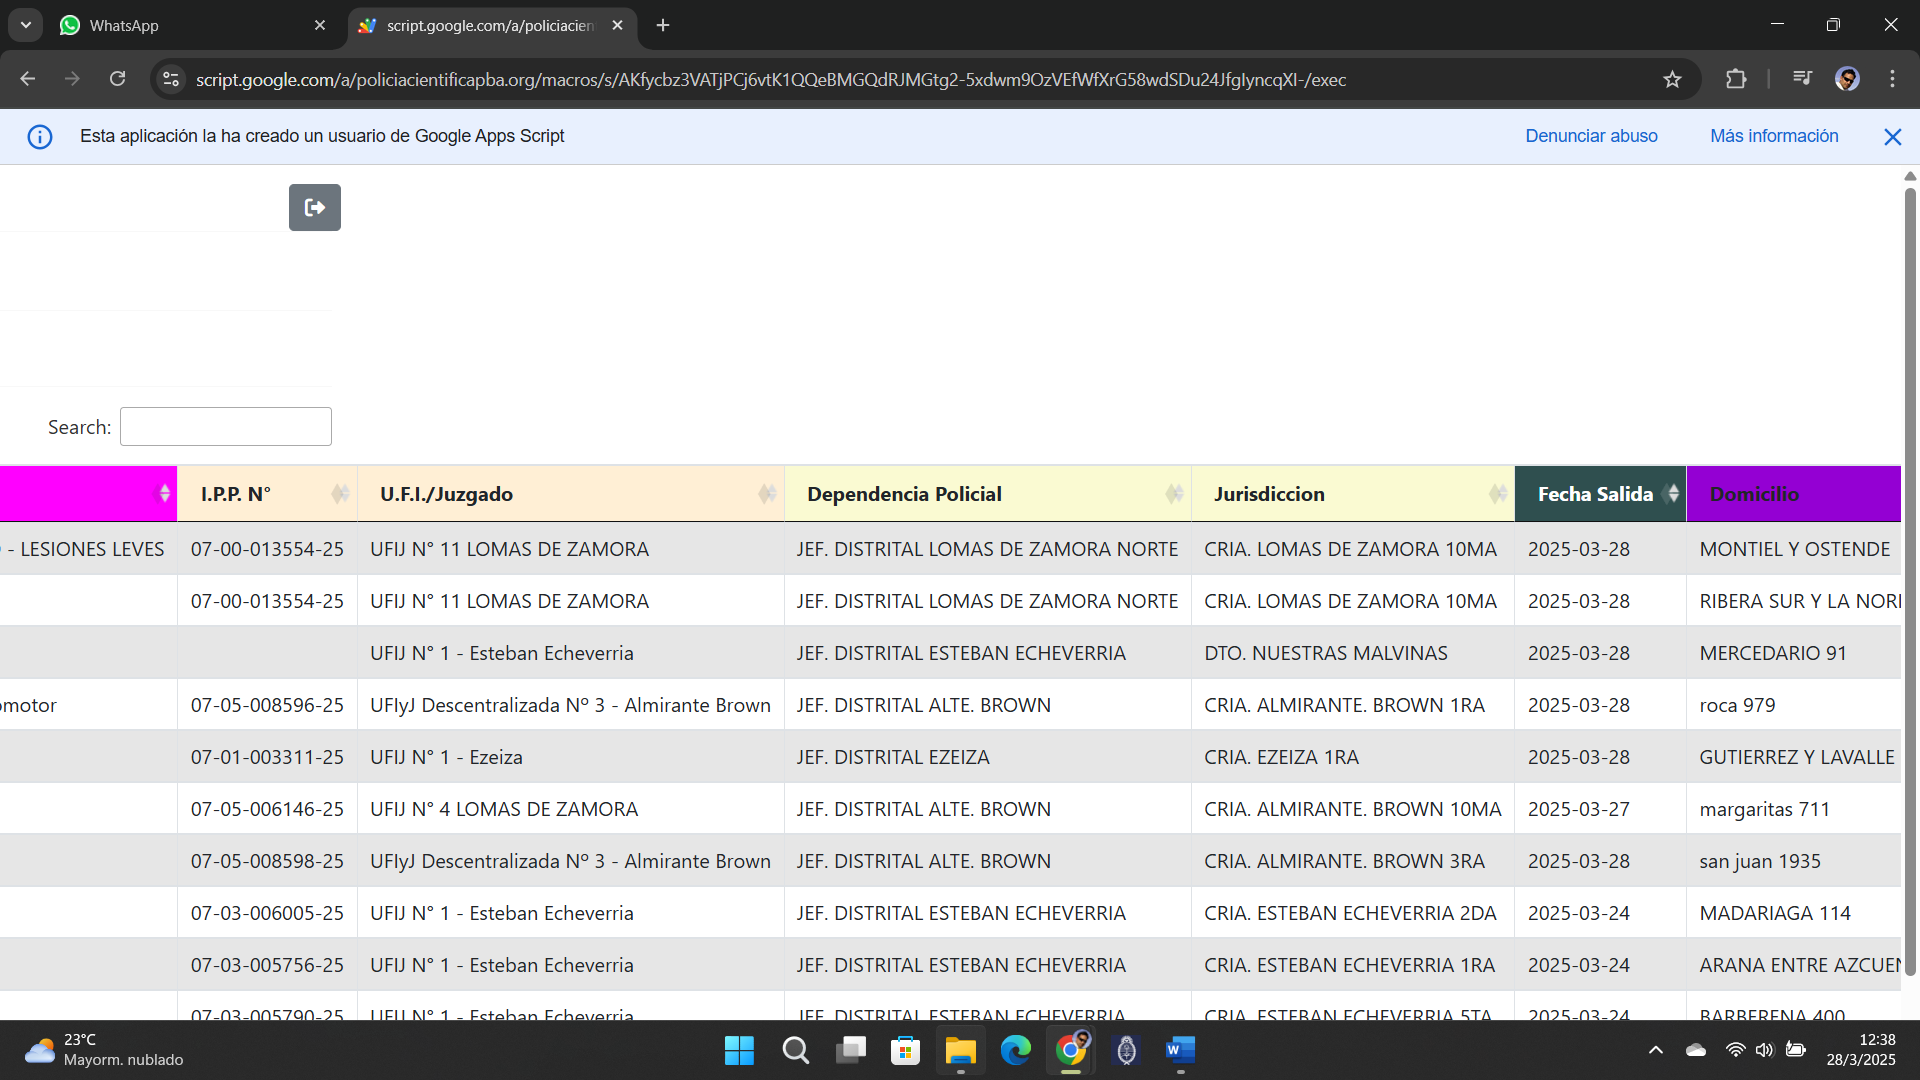 WhatsApp
script.google.com/a/policiacien
script.google.com/a/policiacientificapba.org/macros/s/AKfycbz3VATjPCj6vtK1QQeBMGQdRJMGtg2-5xdwm9OzVEfWfXrG58wdSDu24JfgIyncqXI-/exec
Esta aplicación la ha creado un usuario de Google Apps Script Denunciar abuso Más información
Search:
I.P.P. N° U.F.I./Juzgado Dependencia Policial Jurisdiccion Fecha Salida Domicilio
- LESIONES LEVES 07-00-013554-25 UFIJ N° 11 LOMAS DE ZAMORA JEF. DISTRITAL LOMAS DE ZAMORA NORTE CRIA. LOMAS DE ZAMORA 10MA 2025-03-28 MONTIEL Y OSTENDE
07-00-013554-25 UFIJ N° 11 LOMAS DE ZAMORA JEF. DISTRITAL LOMAS DE ZAMORA NORTE CRIA. LOMAS DE ZAMORA 10MA 2025-03-28 RIBERA SUR Y LA NORI
UFIJ N° 1 - Esteban Echeverria JEF. DISTRITAL ESTEBAN ECHEVERRIA DTO. NUESTRAS MALVINAS 2025-03-28 MERCEDARIO 91
omotor 07-05-008596-25 UFIyJ Descentralizada Nº 3 - Almirante Brown JEF. DISTRITAL ALTE. BROWN CRIA. ALMIRANTE. BROWN 1RA 2025-03-28 roca 979
07-01-003311-25 UFIJ N° 1 - Ezeiza JEF. DISTRITAL EZEIZA CRIA. EZEIZA 1RA 2025-03-28 GUTIERREZ Y LAVALLE
07-05-006146-25 UFIJ N° 4 LOMAS DE ZAMORA JEF. DISTRITAL ALTE. BROWN CRIA. ALMIRANTE. BROWN 10MA 2025-03-27 margaritas 711
07-05-008598-25 UFIyJ Descentralizada Nº 3 - Almirante Brown JEF. DISTRITAL ALTE. BROWN CRIA. ALMIRANTE. BROWN 3RA 2025-03-28 san juan 1935
07-03-006005-25 UFIJ N° 1 - Esteban Echeverria JEF. DISTRITAL ESTEBAN ECHEVERRIA CRIA. ESTEBAN ECHEVERRIA 2DA 2025-03-24 MADARIAGA 114
07-03-005756-25 UFIJ N° 1 - Esteban Echeverria JEF. DISTRITAL ESTEBAN ECHEVERRIA CRIA. ESTEBAN ECHEVERRIA 1RA 2025-03-24 ARANA ENTRE AZCUEN
07-03-005790-25 UFIJ N° 1 - Esteban Echeverria JEF. DISTRITAL ESTEBAN ECHEVERRIA CRIA. ESTEBAN ECHEVERRIA 5TA 2025-03-24 BARBERENA 400
23°C
Mayorm. nublado
12:38
28/3/2025